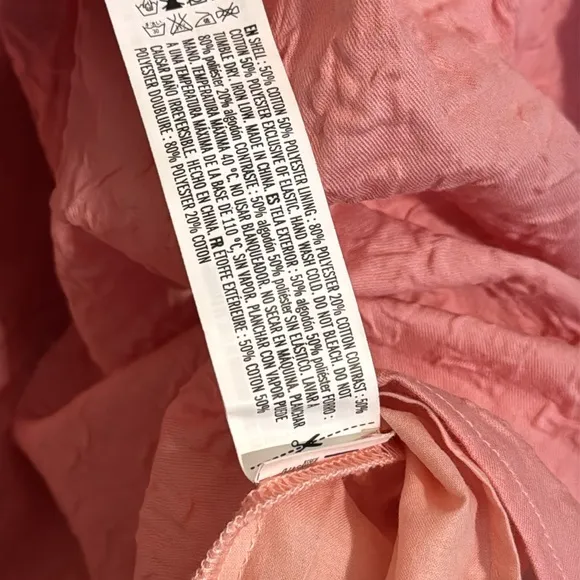 EN SHELL : 50% COTTON 50% POLYESTER LINING : 80% POLYESTER 20% COTTON CONTRAST : 50%
COTTON 50% POLYESTER EXCLUSIVE OF ELASTIC. HAND WASH COLD. DO NOT BLEACH. DO NOT
TUMBLE DRY. IRON LOW. MADE IN CHINA. ES TELA EXTERIOR : 50% algodón 50% poliéster FORRO :
80% poliéster 20% algodón CONTRASTE : 50% algodón 50% poliéster SIN ELÁSTICO. LAVAR A
MANO. TEMPERATURA MÁXIMA 40 ºC. NO USAR BLANQUEADOR. NO SECAR EN MÁQUINA. PLANCHAR
A UNA TEMPERATURA MÁXIMA DE LA BASE DE 110 ºC, SIN VAPOR. PLANCHAR CON VAPOR PUEDE
CAUSAR DAÑO IRREVERSIBLE. HECHO EN CHINA. FR ÉTOFFE EXTÉRIEURE : 50% COTON 50%
POLYESTER DOUBLURE : 80% POLYESTER 20% COTON